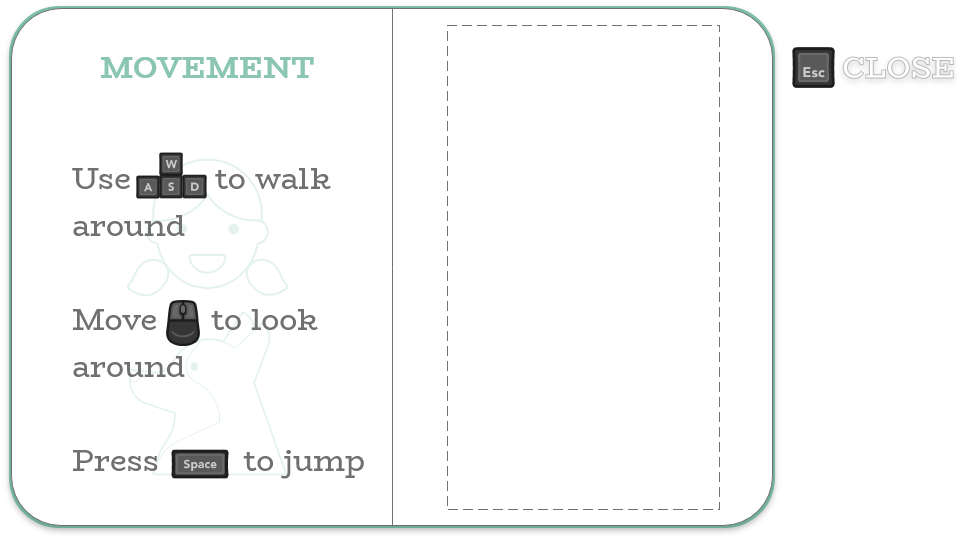 MOVEMENT
Esc CLOSE
Use W A S D to walk
around
Move to look
around
Press Space to jump